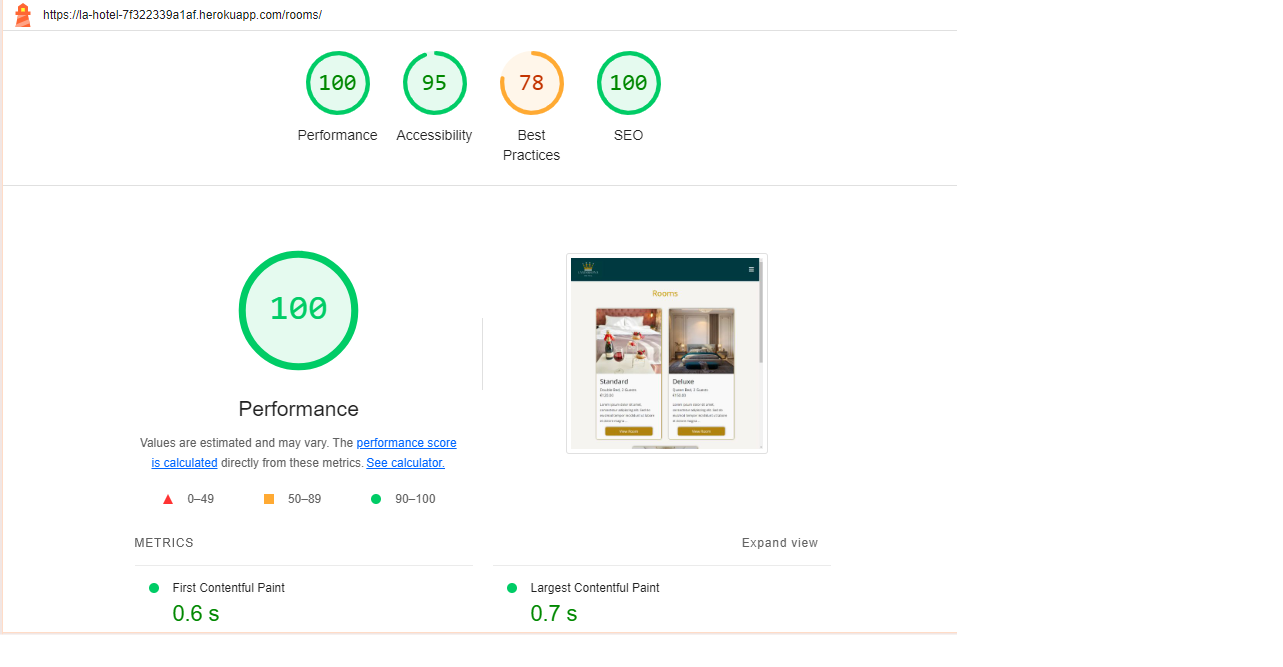 https://la-hotel-7f322339a1af.herokuapp.com/rooms/
100
95
78
100
Performance
Accessibility
Best
Practices
SEO
100
Performance
Values are estimated and may vary. The performance score
is calculated directly from these metrics. See calculator.
0–49
50–89
90–100
Rooms
Standard
Deluxe
View Room
View Room
METRICS
Expand view
First Contentful Paint
0.6 s
Largest Contentful Paint
0.7 s